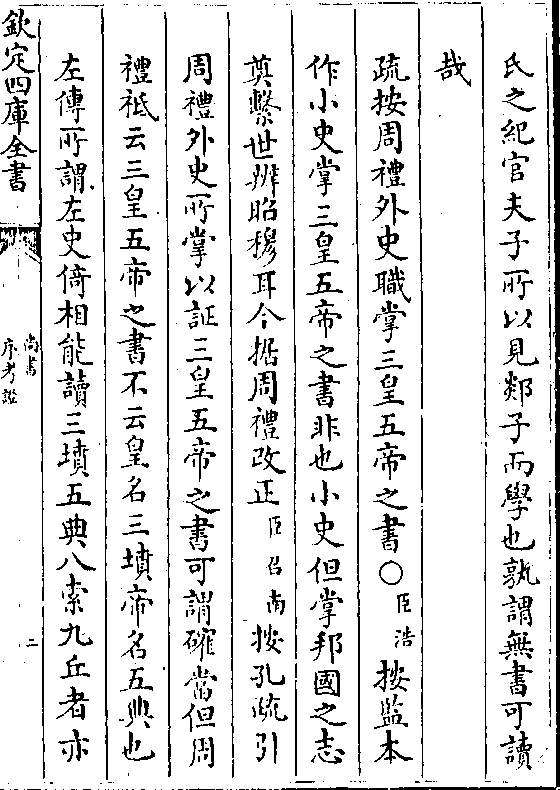 氏之紀官夫子所以見郯子而學也孰謂無書可讀
哉
疏按周禮外史職掌三皇五帝之書○臣浩按監本
作小史掌三皇五帝之書非也小史但掌邦國之志
奠繫世辨昭穆耳今据周禮改正臣召南按孔疏引
周禮外史所掌以証三皇五帝之書可謂確當但周
禮祇云三皇五帝之書不云皇名三墳帝名五典也
左傳所謂左史倚相能讀三墳五典八索九丘者亦
欽定四庫全書
尚書
序考證
二